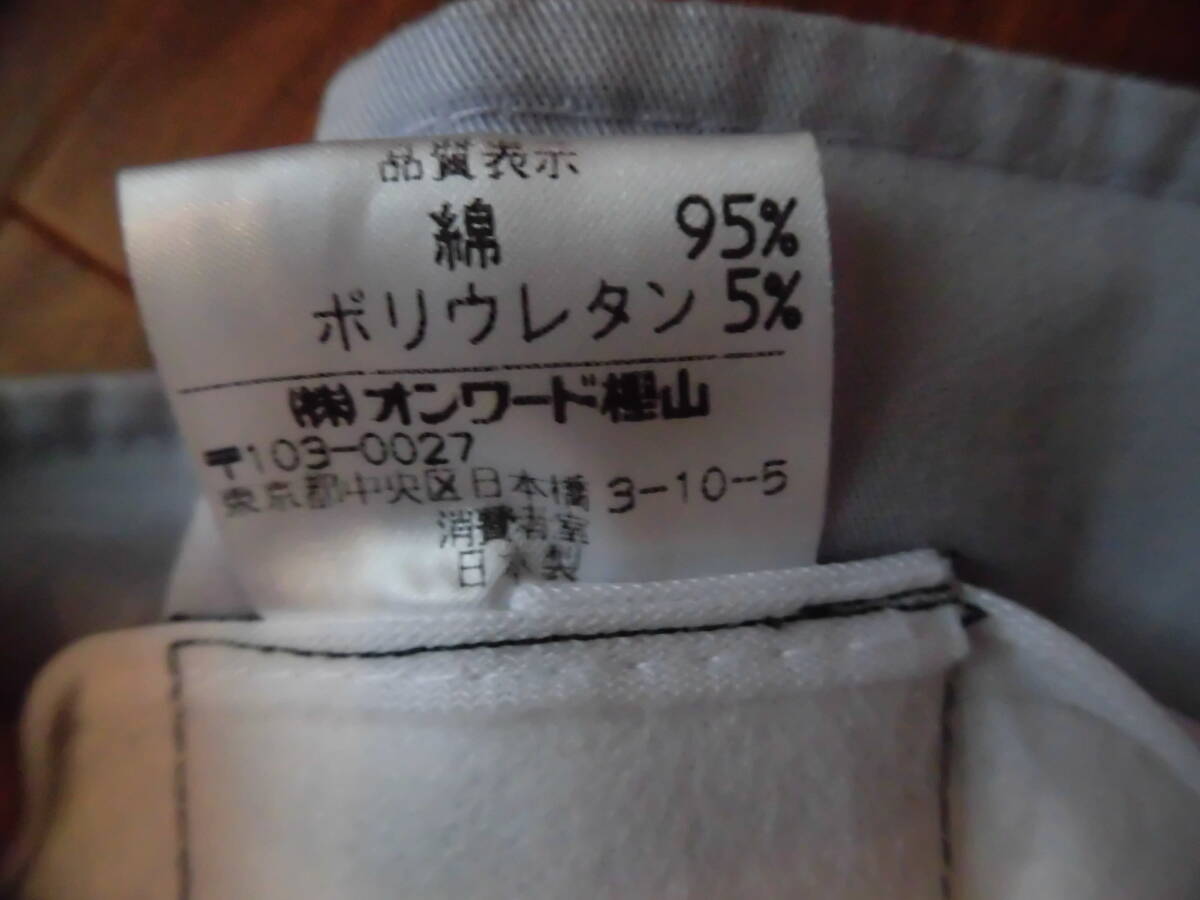 品質表示
綿 95%
ポリウレタン 5%
㈱オンワード樫山
〒103-0027
東京都中央区日本橋 3-10-5
消費者室
日本製